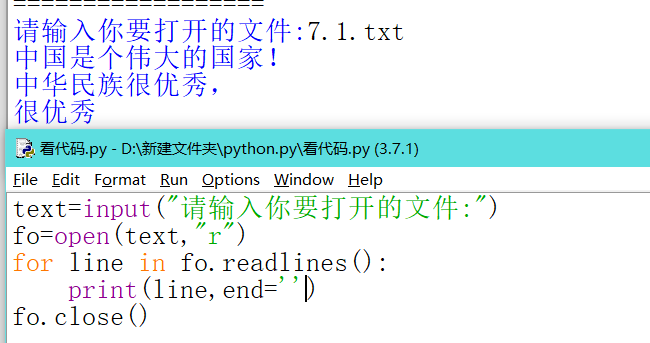 ==================
请输入你要打开的文件:7.1.txt
中国是个伟大的国家！
中华民族很优秀，
很优秀
看代码.py - D:\新建文件夹\python.py\看代码.py (3.7.1)
File Edit Format Run Options Window Help
text=input("请输入你要打开的文件:")
fo=open(text,"r")
for line in fo.readlines():
    print(line,end='')
fo.close()